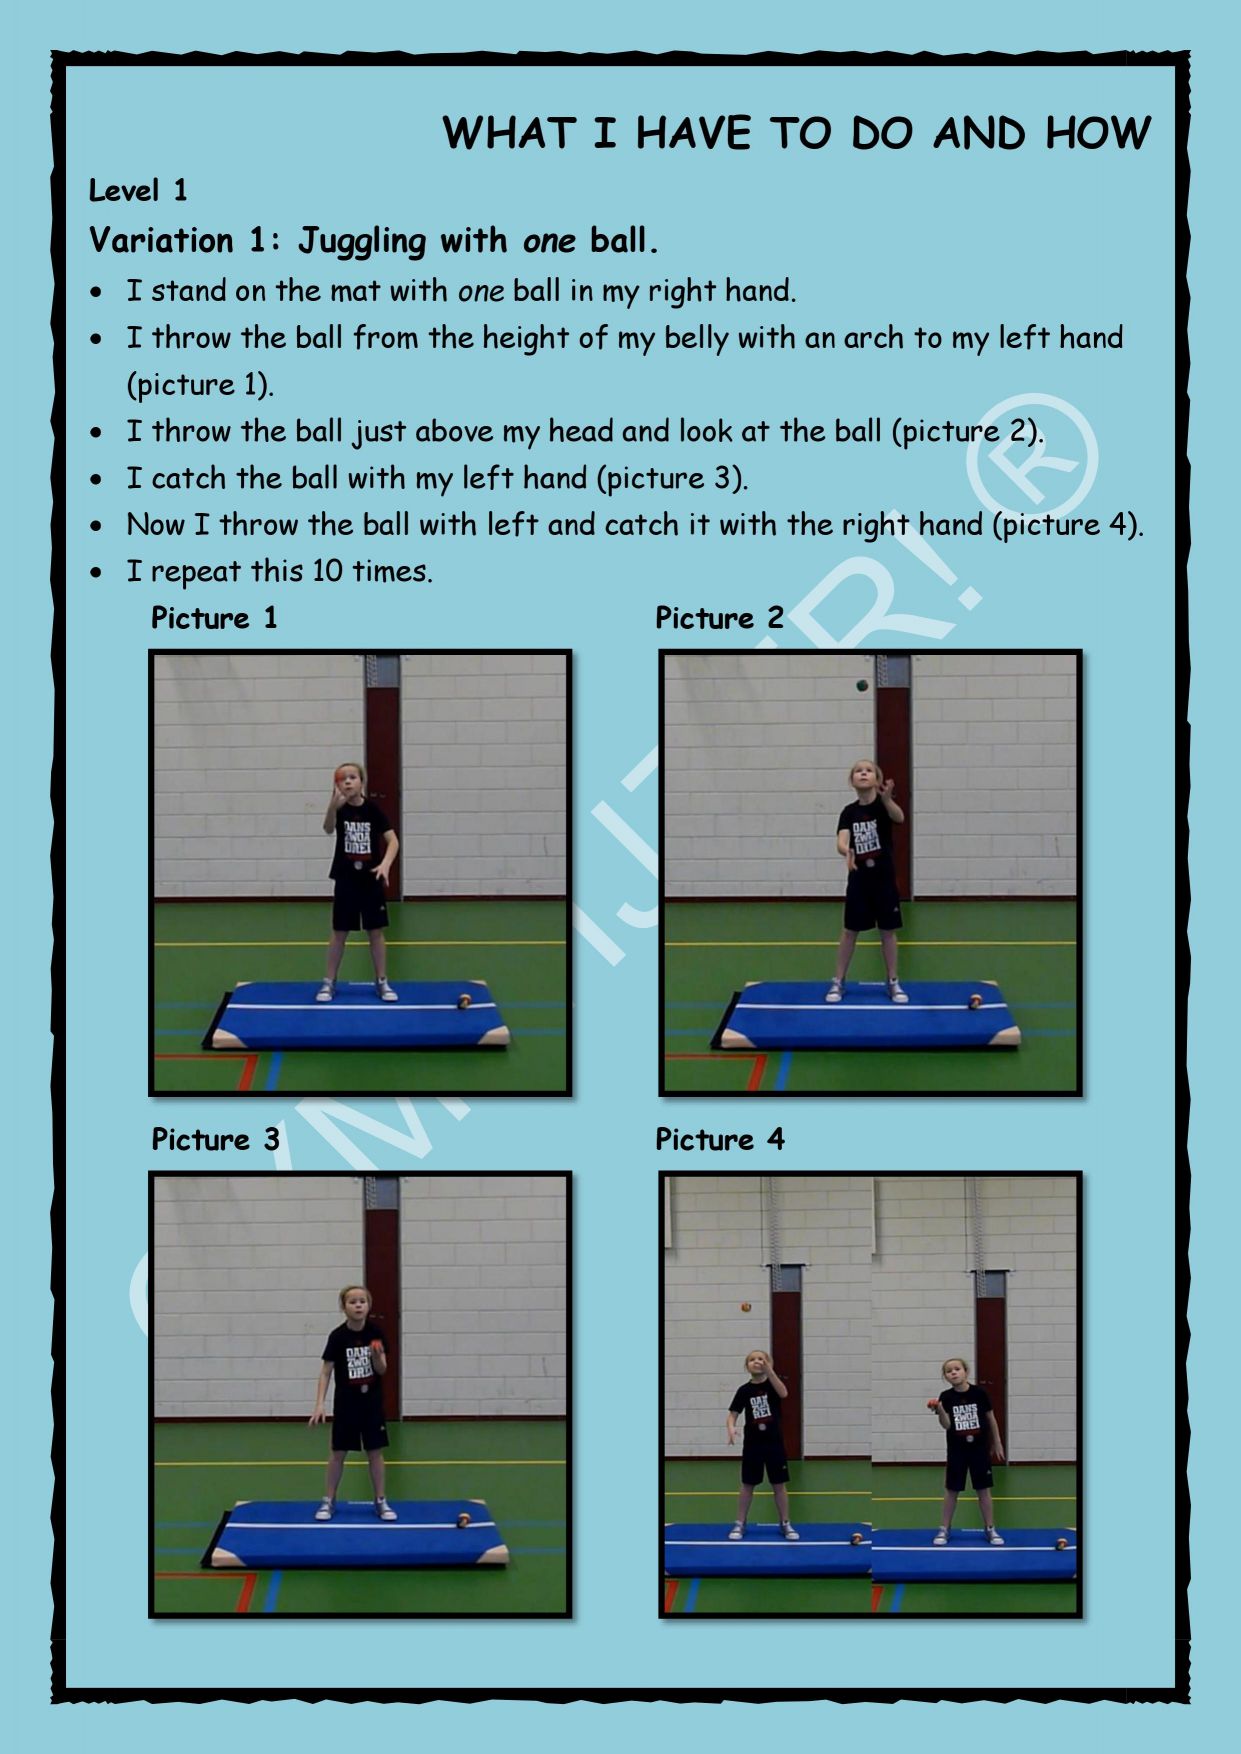 WHAT I HAVE TO DO AND HOW
Level 1
Variation 1: Juggling with one ball.
• I stand on the mat with one ball in my right hand.
• I throw the ball from the height of my belly with an arch to my left hand
(picture 1).
• I throw the ball just above my head and look at the ball (picture 2).
• I catch the ball with my left hand (picture 3).
• Now I throw the ball with left and catch it with the right hand (picture 4).
• I repeat this 10 times.
Picture 1
Picture 2
DANS
ZWOA
DREI
DANS
ZWOA
DREI
Picture 3
Picture 4
DANS
ZWOA
DREI
DANS
ZWOA
DREI
DANS
ZWOA
DREI